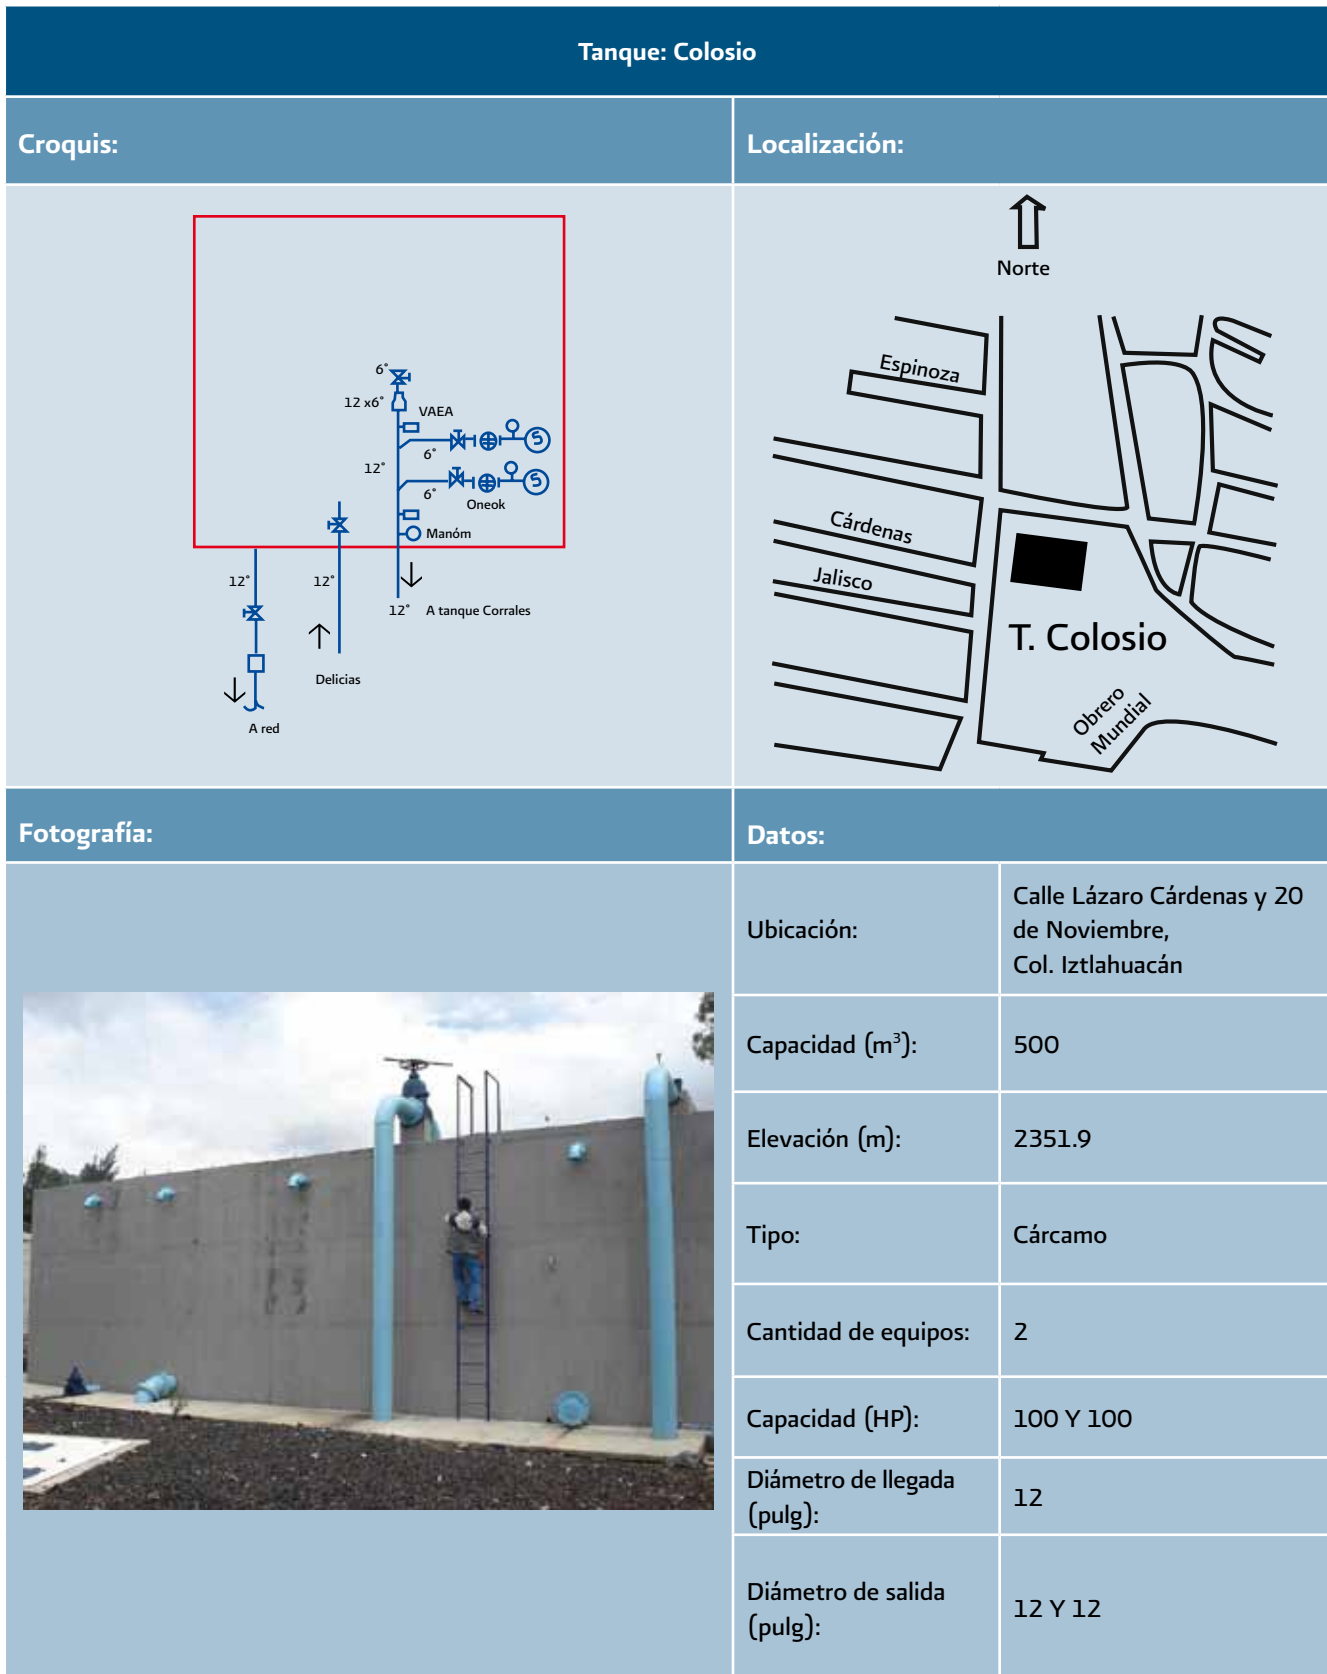 Tanque: Colosio
Croquis:
Localización:
6˚
12 x6˚
VAEA
5
6˚
12˚
5
6˚
Oneok
Manóm
12˚
12˚
12˚
A tanque Corrales
Delicias
A red
Norte
Espinoza
Cárdenas
Jalisco
T. Colosio
Obrero
Mundial
Fotografía:
Datos:
Ubicación:
Calle Lázaro Cárdenas y 20
de Noviembre,
Col. Iztlahuacán
Capacidad (m³):
500
Elevación (m):
2351.9
Tipo:
Cárcamo
Cantidad de equipos:
2
Capacidad (HP):
100 Y 100
Diámetro de llegada
(pulg):
12
Diámetro de salida
(pulg):
12 Y 12